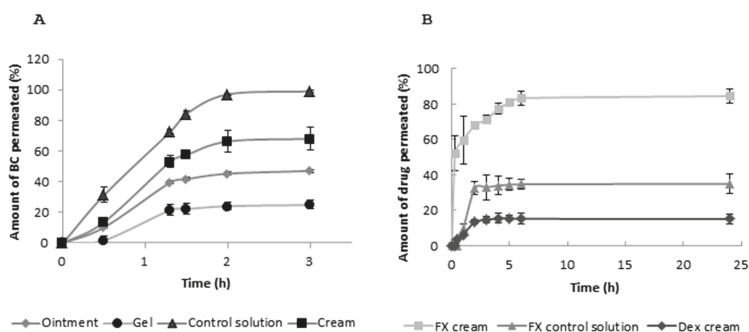 A
Amount of BC permeated (%)
120
100
80
60
40
20
0
0 1 2 3
Time (h)
Ointment Gel Control solution Cream
B
Amount of drug permeated (%)
100
80
60
40
20
0
0 5 10 15 20 25
Time (h)
FX cream FX control solution Dex cream